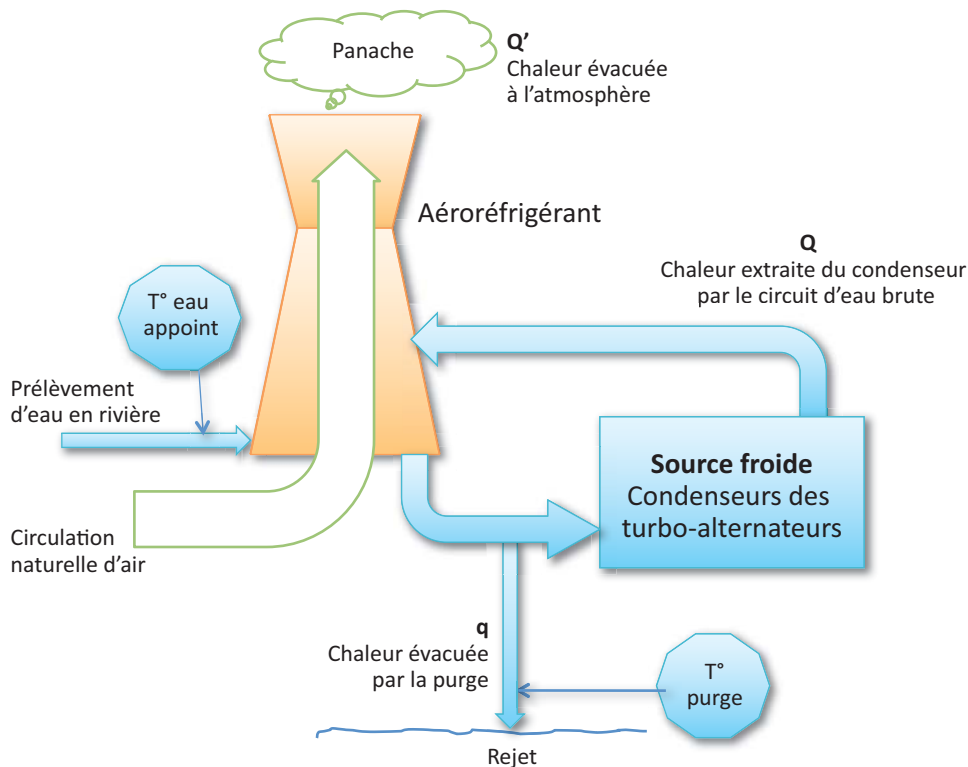 Panache
Q’
Chaleur évacuée
à l’atmosphère
Aéroréfrigérant
Q
Chaleur extraite du condenseur
par le circuit d’eau brute
T° eau
appoint
Prélèvement
d’eau en rivière
Source froide
Condenseurs des
turbo-alternateurs
Circulation
naturelle d’air
q
Chaleur évacuée
par la purge
T°
purge
Rejet